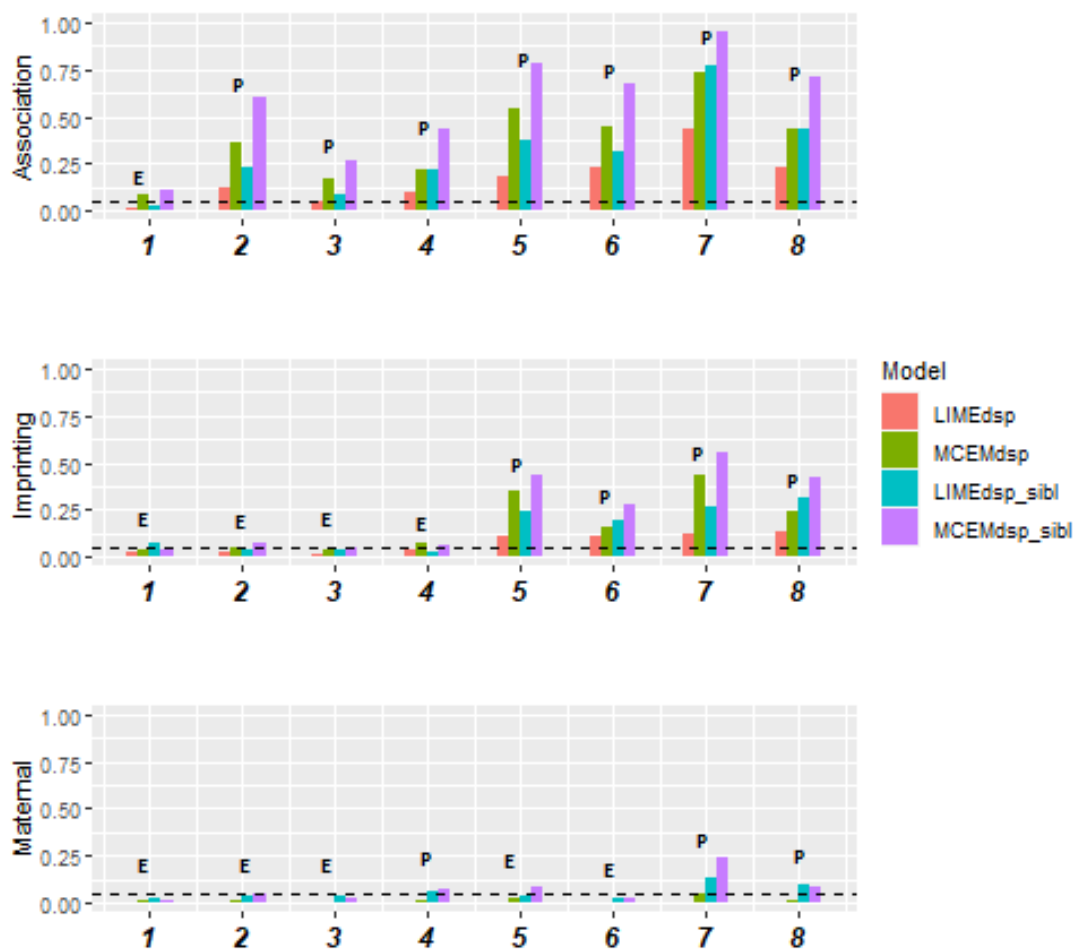 Association
1.00
0.75
0.50
0.25
0.00
E
P
P
P
P
P
P
P
1 2 3 4 5 6 7 8
Imprinting
1.00
0.75
0.50
0.25
0.00
E
E
E
E
P
P
P
P
1 2 3 4 5 6 7 8
Model
LIMEdsp
MCEMdsp
LIMEdsp_sibl
MCEMdsp_sibl
Maternal
1.00
0.75
0.50
0.25
0.00
E
E
E
P
E
E
P
P
1 2 3 4 5 6 7 8